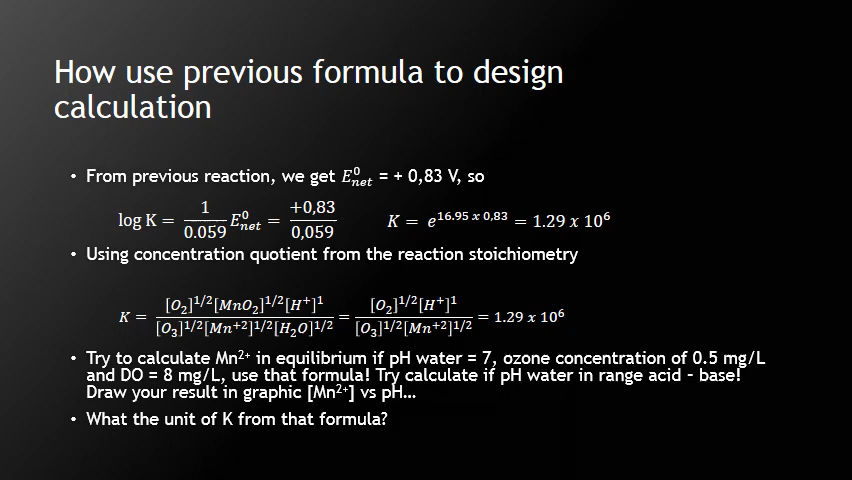 How use previous formula to design
calculation
• From previous reaction, we get E⁰ₙₑₜ = + 0,83 V, so
log K = 1/0.059 E⁰ₙₑₜ = +0,83/0,059    K = e^16.95 x 0,83 = 1.29 x 10⁶
• Using concentration quotient from the reaction stoichiometry
K = [O₂]^1/2[MnO₂]^1/2[H⁺]^1/[O₃]^1/2[Mn⁺²]^1/2[H₂O]^1/2 = [O₂]^1/2[H⁺]^1/[O₃]^1/2[Mn⁺²]^1/2 = 1.29 x 10⁶
• Try to calculate Mn²⁺ in equilibrium if pH water = 7, ozone concentration of 0.5 mg/L
and DO = 8 mg/L, use that formula! Try calculate if pH water in range acid – base!
Draw your result in graphic [Mn²⁺] vs pH…
• What the unit of K from that formula?